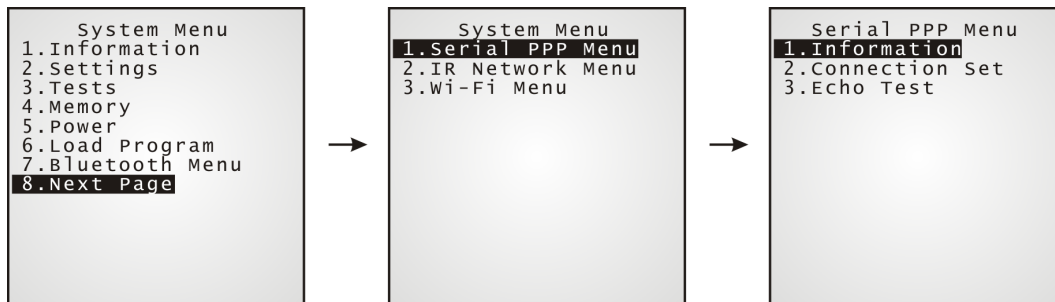 System Menu
1.Information
2.Settings
3.Tests
4.Memory
5.Power
6.Load Program
7.Bluetooth Menu
8.Next Page
System Menu
1.Serial PPP Menu
2.IR Network Menu
3.Wi-Fi Menu
Serial PPP Menu
1.Information
2.Connection Set
3.Echo Test